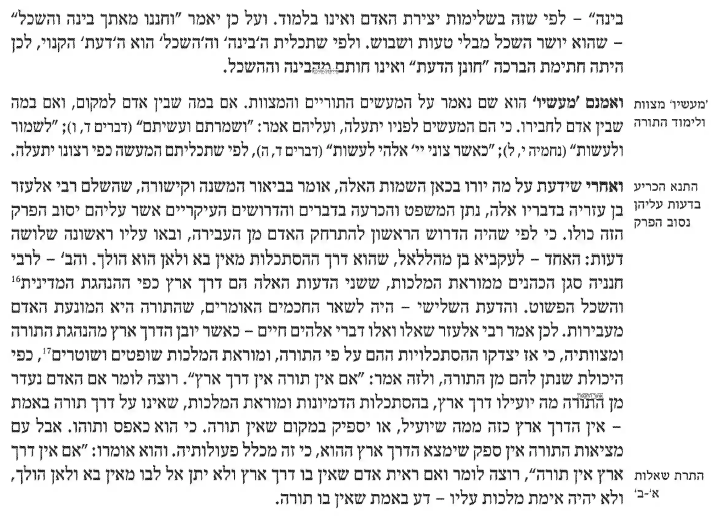 בינה" – לפי שזה בשלימות יצירת האדם ואינו בלמוד. ועל כן יאמר "וחננו מאתך בינה והשכל"
– שהוא יושר השכל מבלי טעות ושבוש. ולפי שתכלית ה'בינה' וה'השכל' הוא ה'דעת' הקנוי, לכן
היתה חתימת הברכה "חונן הדעת" ואינו חותם מהבינה וההשכל.
'מעשיו' מצוות
ולימוד התורה
ואמנם 'מעשיו' הוא שם נאמר על המעשים התוריים והמצוות. אם במה שבין אדם למקום, ואם במה
שבין אדם לחבירו. כי הם המעשים לפניו יתעלה, ועליהם אמר: "ושמרתם ועשיתם" (דברים ד, ו); "לשמור
ולעשות" (נחמיה י, ל); "כאשר צוני יי' אלהי לעשות" (דברים ד, ה), לפי שתכליתם המעשה כפי רצונו יתעלה.
התנא הכריע
בדעות עליהן
נסוב הפרק
ואחרי שידעת על מה יורו בכאן השמות האלה, אומר בביאור המשנה וקישורה, שהשלם רבי אלעזר
בן עזריה בדבריו אלה, נתן המשפט והכרעה בדברים והדרושים העיקריים אשר עליהם יסוב הפרק
הזה כולו. כי לפי שהיה הדרוש הראשון להתרחק האדם מן העבירה, ובאו עליו ראשונה שלושה
דעות: האחד – לעקביא בן מהללאל, שהוא דרך ההסתכלות מאין בא ולאן הוא הולך. והב' – לרבי
חנניה סגן הכהנים ממוראת המלכות, ששני הדעות האלה הם דרך ארץ כפי ההנהגת המדינית16
והשכל הפשוט. והדעת השלישי – היה לשאר החכמים האומרים, שהתורה היא המונעת האדם
מעבירות. לכן אמר רבי אלעזר שאלו ואלו דברי אלהים חיים – כאשר יובן הדרך ארץ מהנהגת התורה
ומצוותיה, כי אז יצדקו ההסתכלויות ההם על פי התורה, ומוראת המלכות שופטים ושוטרים17, כפי
היכולת שנתן להם מן התורה, ולזה אמר: "אם אין תורה אין דרך ארץ". רוצה לומר אם האדם נעדר
מן התורה מה יועילו דרך ארץ, בהסתכלות הדמיונות ומוראת המלכות, שאינו על דרך תורה באמת
– אין הדרך ארץ כזה ממה שיועיל, או יספיק במקום שאין תורה. כי הוא כאפס ותוהו. אבל עם
מציאות התורה אין ספק שימצא הדרך ארץ ההוא, כי זה מכלל פעולותיה. והוא אומרו: "אם אין דרך
התרת שאלות
א'-ב'
ארץ אין תורה", רוצה לומר ואם ראית אדם שאין בו דרך ארץ ולא יתן אל לבו מאין בא ולאן הולך,
ולא יהיה אימת מלכות עליו – דע באמת שאין בו תורה.